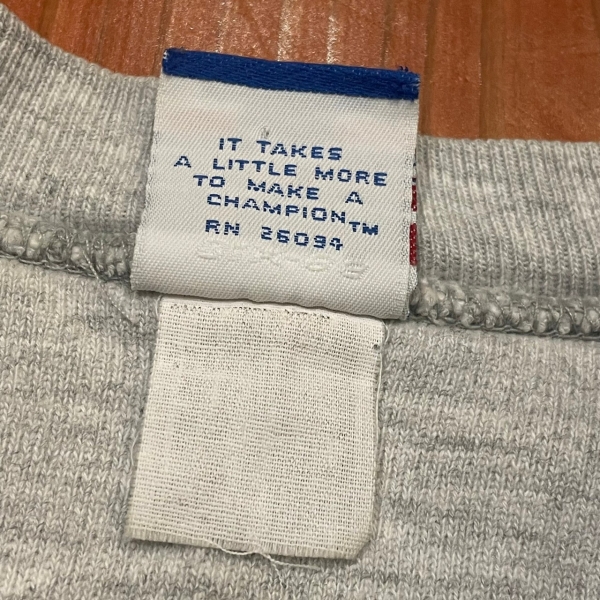 IT TAKES
A LITTLE MORE
TO MAKE A
CHAMPION™
RN 26094